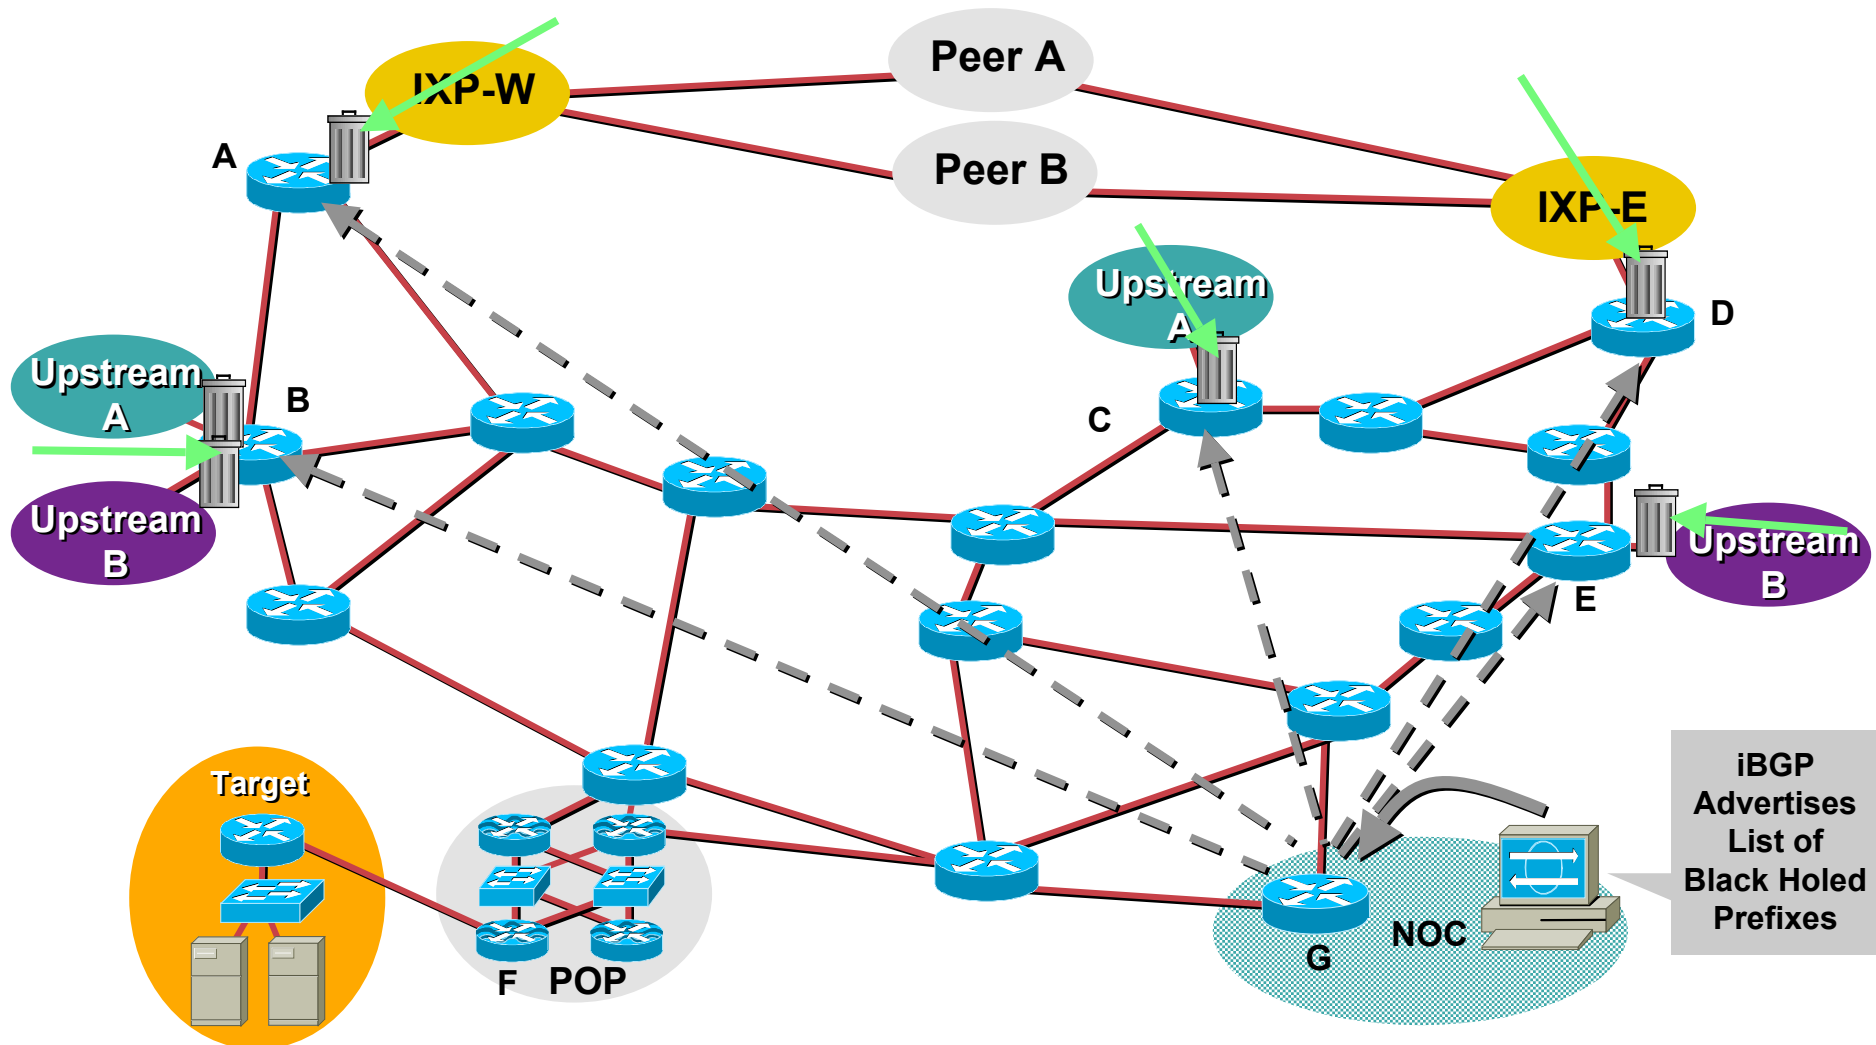 Peer A
IXP-W
A
Peer B
IXP-E
Upstream
A
D
Upstream
A
B
C
Upstream
B
Upstream
B
E
Target
iBGP
Advertises
List of
Black Holed
Prefixes
NOC
G
F
POP